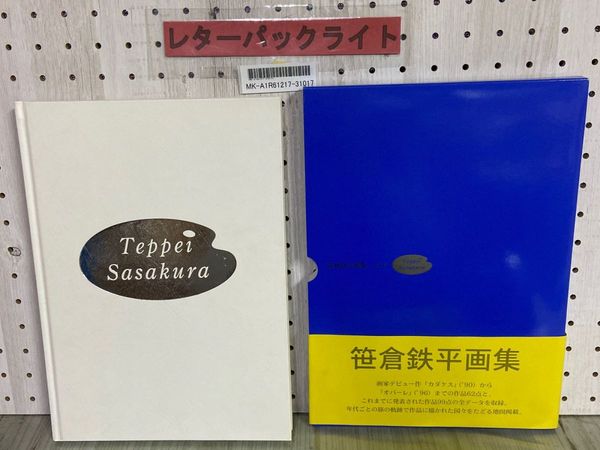 レターパックライト
MK-A1R61217-31017
Teppei
Sasakura
Teppei
Sasakura
笹倉鉄平画集
画家デビュー作「カダケス」('90)から
「オパーレ」('96)までの作品62点と、
これまでに発表された作品99点の全データを収録。
年代ごとの旅の軌跡で作品に描かれた国々をたどる地図掲載。